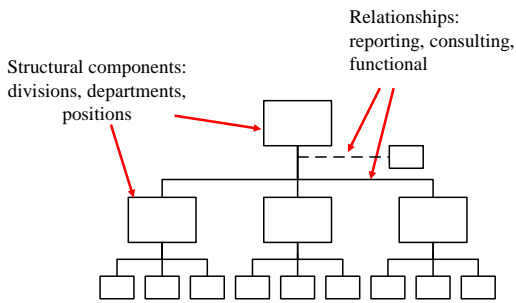 Relationships:
reporting, consulting,
functional
Structural components:
divisions, departments,
positions